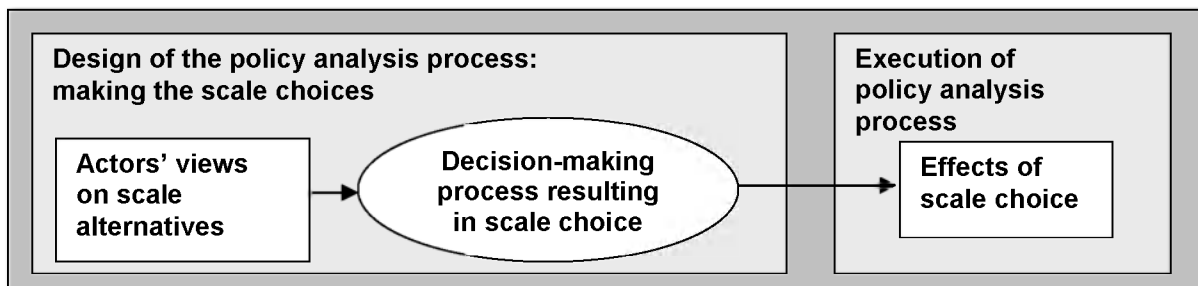 Design of the policy analysis process:
making the scale choices
Actors’ views
on scale
alternatives
Decision-making
process resulting
in scale choice
Execution of
policy analysis
process
Effects of
scale choice